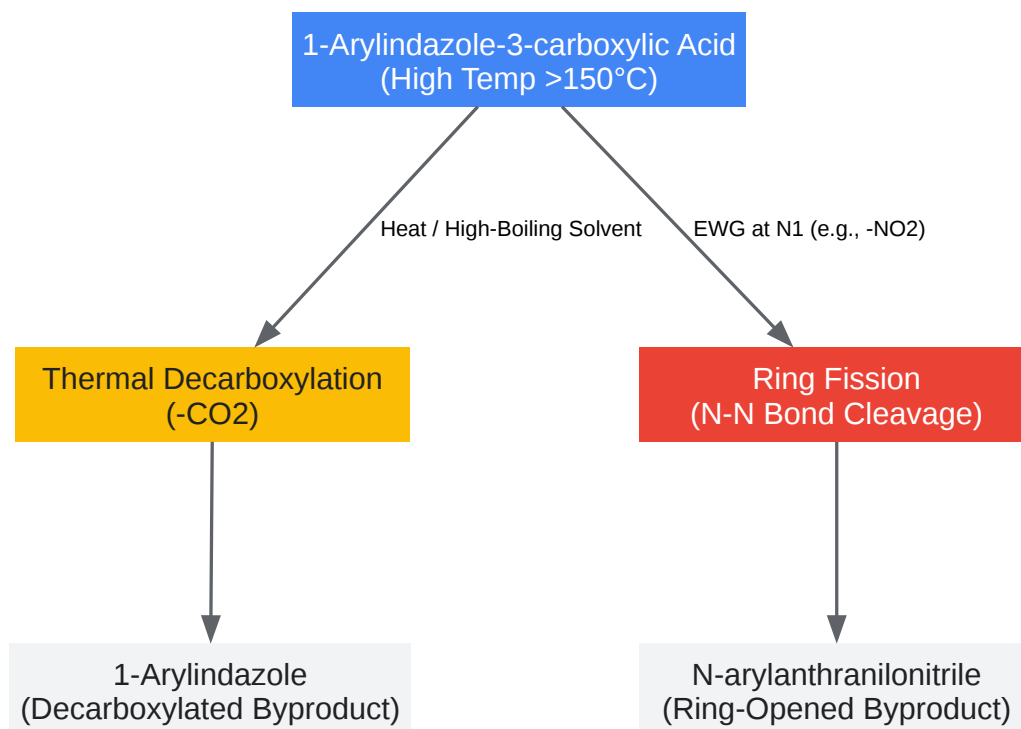 1-Arylindazole-3-carboxylic Acid
(High Temp >150°C)
Heat / High-Boiling Solvent
EWG at N1 (e.g., -NO2)
Thermal Decarboxylation
(-CO2)
Ring Fission
(N-N Bond Cleavage)
1-Arylindazole
(Decarboxylated Byproduct)
N-arylanthranilonitrile
(Ring-Opened Byproduct)